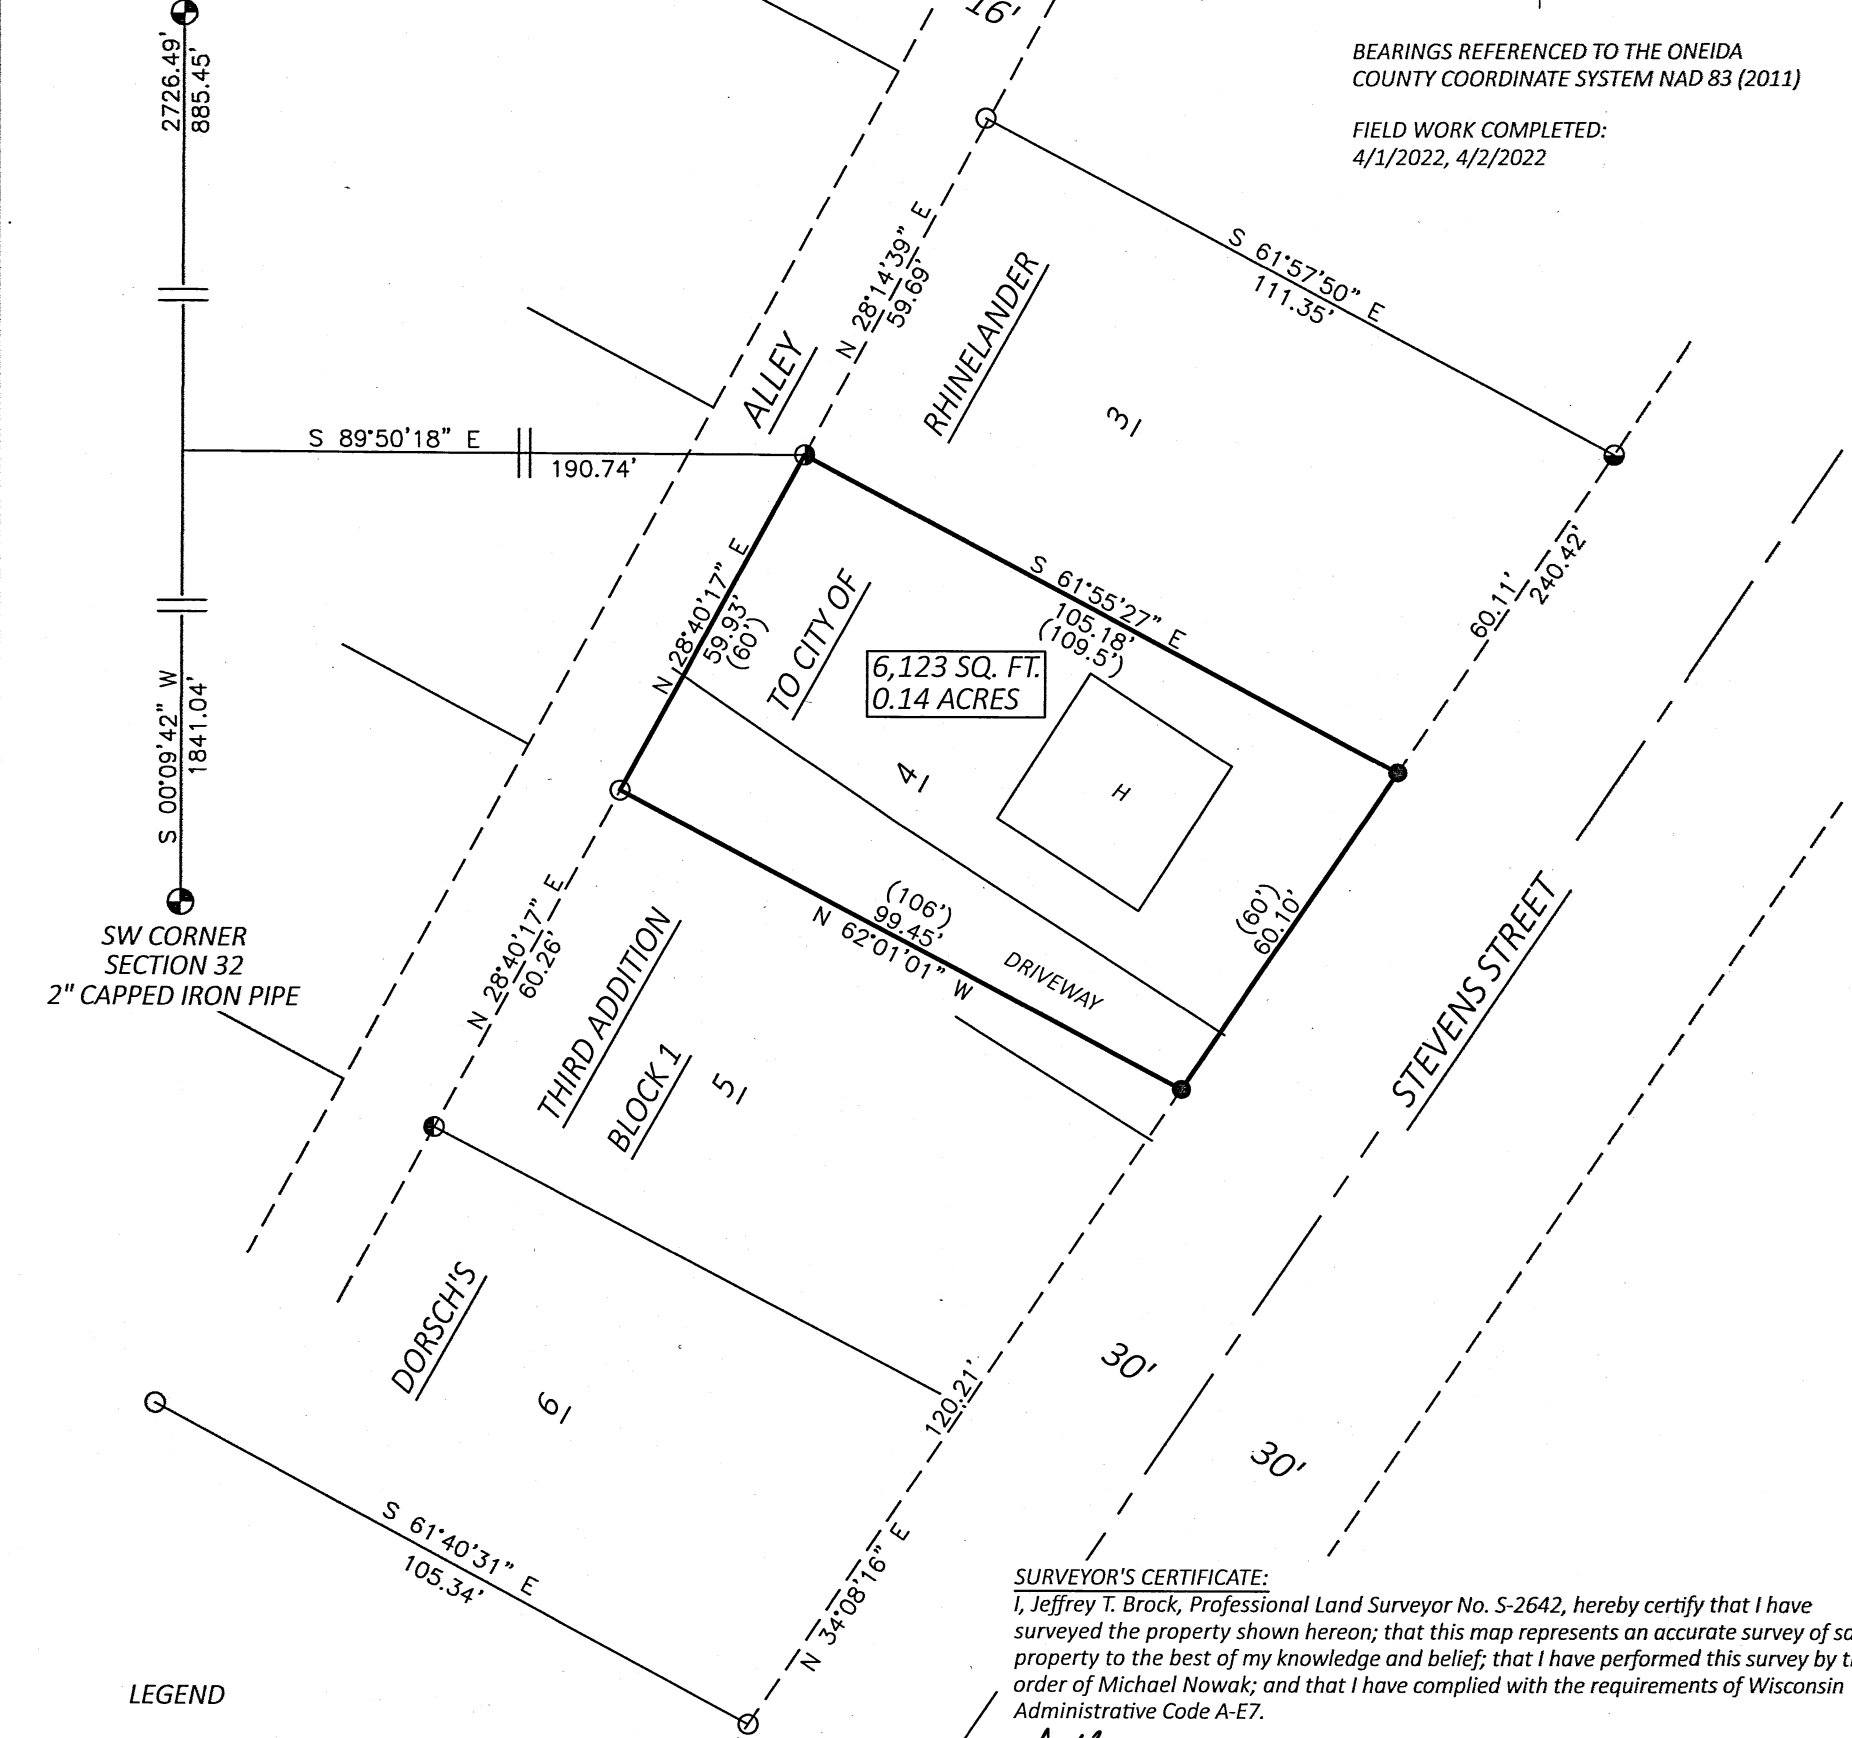 16'
2726.49'
885.45'
BEARINGS REFERENCED TO THE ONEIDA
COUNTY COORDINATE SYSTEM NAD 83 (2011)
FIELD WORK COMPLETED:
4/1/2022, 4/2/2022
N 28°14'39" E
59.69'
S 61°57'50" E
111.35'
RHINELANDER
ALLEY
3
S 89°50'18" E
190.74'
N 28°40'17" E
59.93'
(60')
TO CITY OF
S 61°55'27" E
105.18'
(109.5')
60.11'
240.42'
6,123 SQ. FT.
0.14 ACRES
S 00°09'42" W
1841.04'
4
H
SW CORNER
SECTION 32
2" CAPPED IRON PIPE
N 28°40'17" E
60.26'
(106')
99.45'
N 62°01'01" W
(60')
60.10'
DRIVEWAY
STEVENS STREET
THIRD ADDITION
BLOCK 1
5
DORSCH'S
6
120.21'
30'
30'
S 61°40'31" E
105.34'
N 34°08'16" E
SURVEYOR'S CERTIFICATE:
I, Jeffrey T. Brock, Professional Land Surveyor No. S-2642, hereby certify that I have
surveyed the property shown hereon; that this map represents an accurate survey of
property to the best of my knowledge and belief; that I have performed this survey by
order of Michael Nowak; and that I have complied with the requirements of Wisconsin
Administrative Code A-E7.
LEGEND